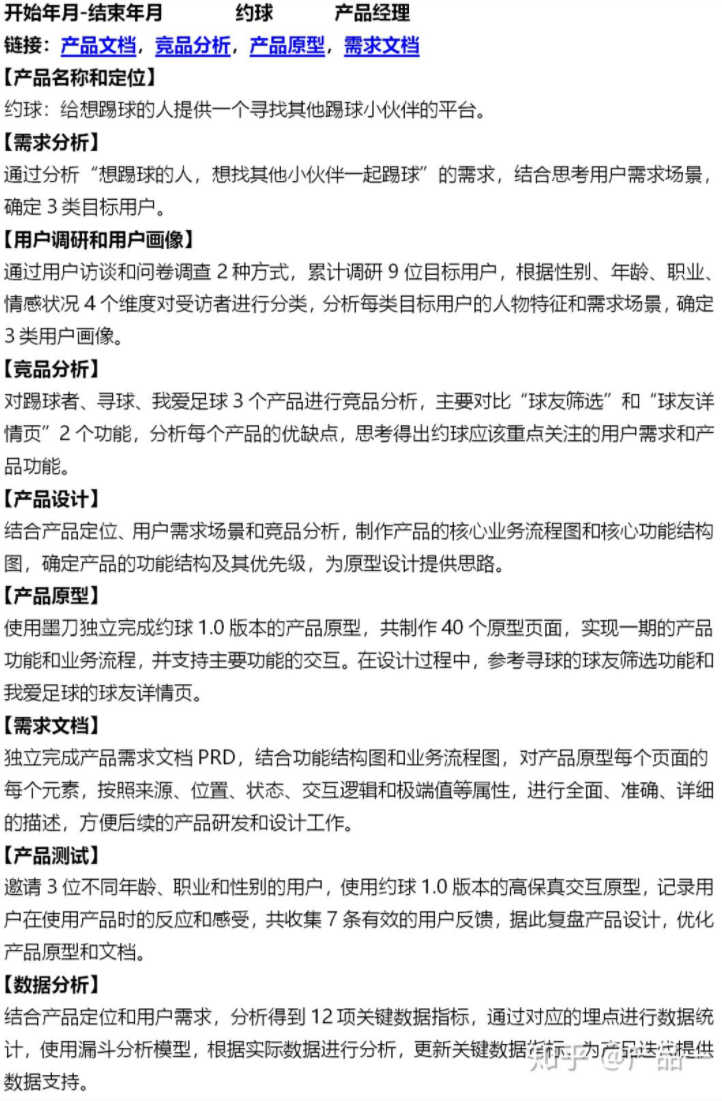 开始年月-结束年月 约球 产品经理
链接：产品文档，竞品分析，产品原型，需求文档
【产品名称和定位】
约球：给想踢球的人提供一个寻找其他踢球小伙伴的平台。
【需求分析】
通过分析“想踢球的人，想找其他小伙伴一起踢球”的需求，结合思考用户需求场景，
确定3类目标用户。
【用户调研和用户画像】
通过用户访谈和问卷调查2种方式，累计调研9位目标用户，根据性别、年龄、职业、
情感状况4个维度对受访者进行分类，分析每类目标用户的人物特征和需求场景，确定
3类用户画像。
【竞品分析】
对踢球者、寻球、我爱足球3个产品进行竞品分析，主要对比“球友筛选”和“球友详
情页”2个功能，分析每个产品的优缺点，思考得出约球应该重点关注的用户需求和产
品功能。
【产品设计】
结合产品定位、用户需求场景和竞品分析，制作产品的核心业务流程图和核心功能结构
图，确定产品的功能结构及其优先级，为原型设计提供思路。
【产品原型】
使用墨刀独立完成约球1.0版本的产品原型，共制作40个原型页面，实现一期的产品
功能和业务流程，并支持主要功能的交互。在设计过程中，参考寻球的球友筛选功能和
我爱足球的球友详情页。
【需求文档】
独立完成产品需求文档PRD，结合功能结构图和业务流程图，对产品原型每个页面的
每个元素，按照来源、位置、状态、交互逻辑和极端值等属性，进行全面、准确、详细
的描述，方便后续的产品研发和设计工作。
【产品测试】
邀请3位不同年龄、职业和性别的用户，使用约球1.0版本的高保真交互原型，记录用
户在使用产品时的反应和感受，共收集7条有效的用户反馈，据此复盘产品设计，优化
产品原型和文档。
【数据分析】
结合产品定位和用户需求，分析得到12项关键数据指标，通过对应的埋点进行数据统
计，使用漏斗分析模型，根据实际数据进行分析，更新关键数据指标，为产品迭代提供
数据支持。
知乎 @产品一